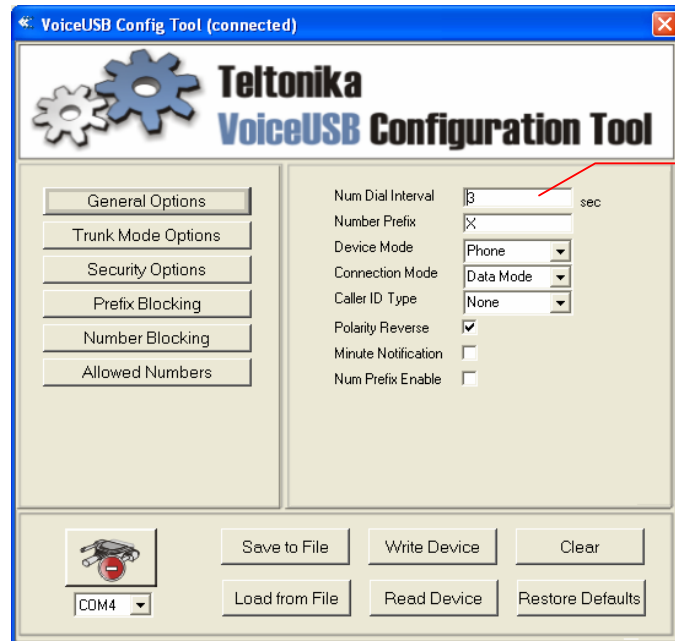 VoiceUSB Config Tool (connected)
Teltonika
VoiceUSB Configuration Tool
General Options
Trunk Mode Options
Security Options
Prefix Blocking
Number Blocking
Allowed Numbers
Num Dial Interval 3 sec
Number Prefix X
Device Mode Phone
Connection Mode Data Mode
Caller ID Type None
Polarity Reverse
Minute Notification
Num Prefix Enable
COM4
Save to File Write Device Clear
Load from File Read Device Restore Defaults